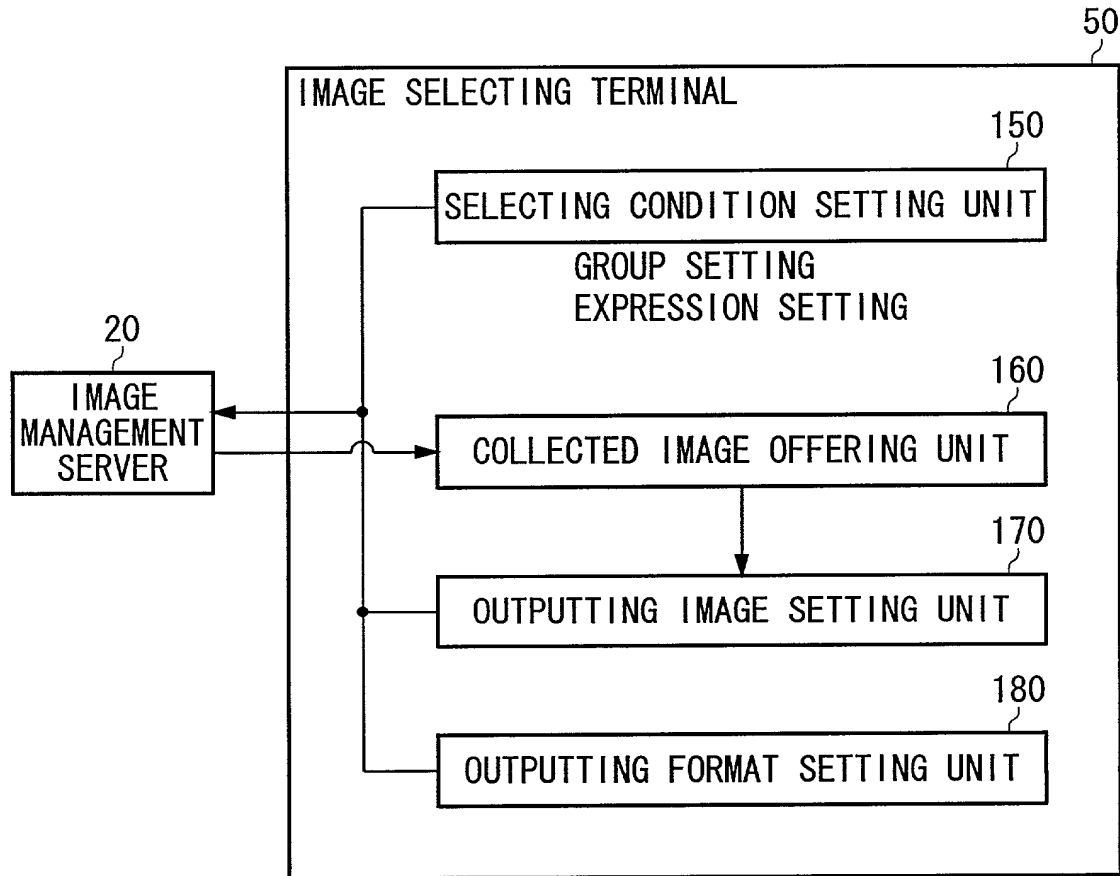 50
IMAGE SELECTING TERMINAL
150
SELECTING CONDITION SETTING UNIT
GROUP SETTING
EXPRESSION SETTING
20
IMAGE
MANAGEMENT
SERVER
160
COLLECTED IMAGE OFFERING UNIT
170
OUTPUTTING IMAGE SETTING UNIT
180
OUTPUTTING FORMAT SETTING UNIT